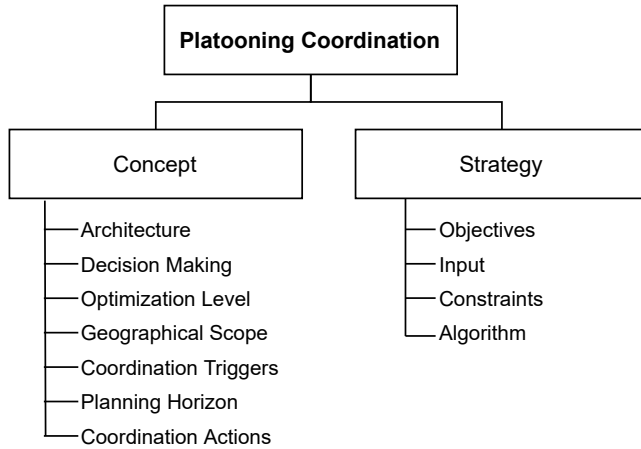 Platooning Coordination
Concept
Architecture
Decision Making
Optimization Level
Geographical Scope
Coordination Triggers
Planning Horizon
Coordination Actions
Strategy
Objectives
Input
Constraints
Algorithm